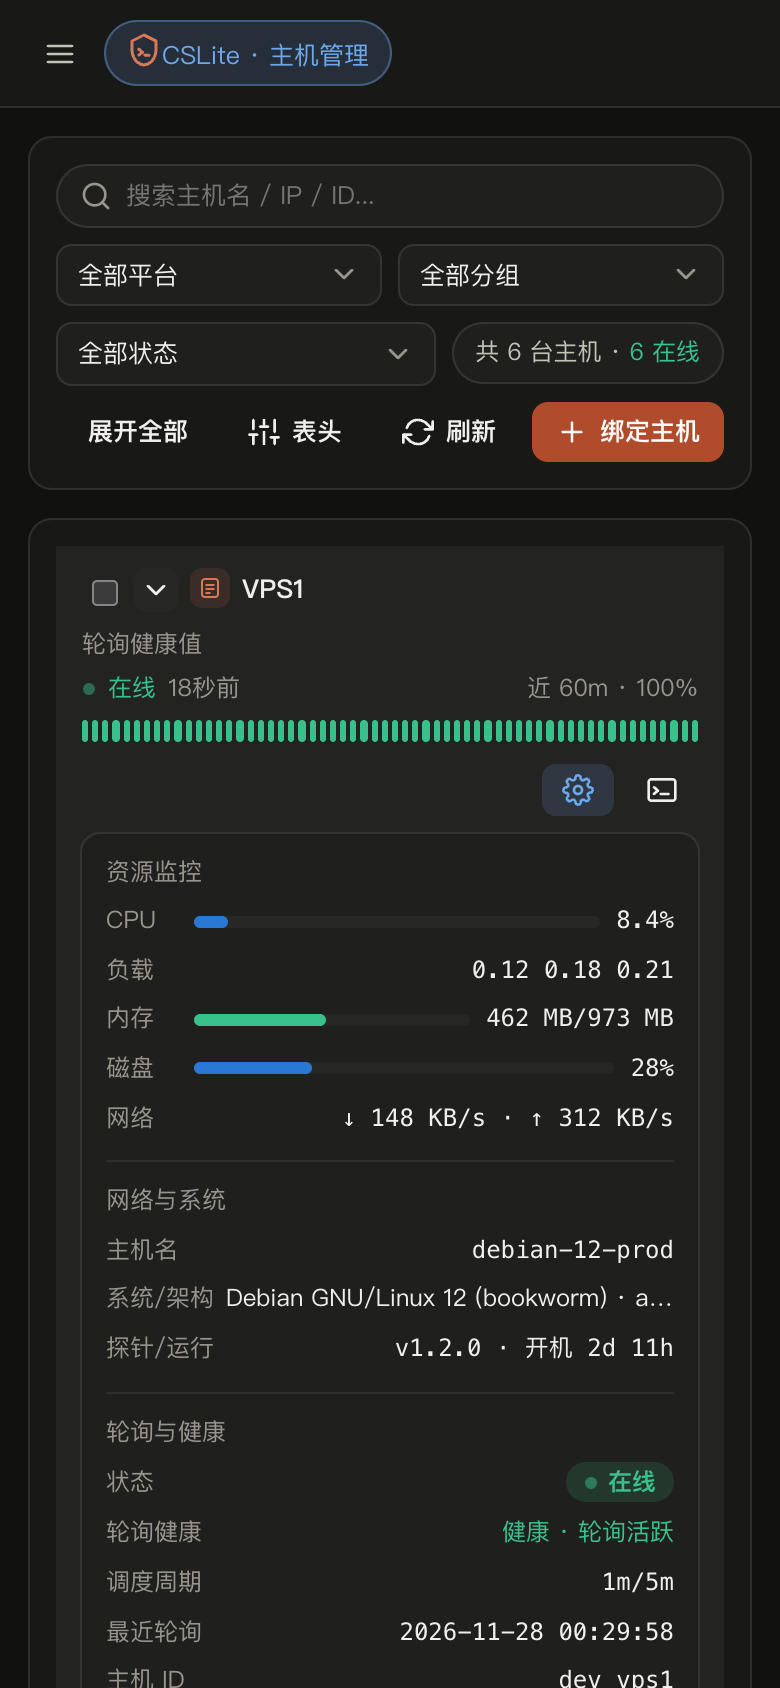 CSLite · 主机管理
搜索主机名 / IP / ID...
全部平台
全部分组
全部状态
共 6 台主机 · 6 在线
展开全部
表头
刷新
绑定主机
VPS1
轮询健康值
在线 18秒前
近 60m · 100%
资源监控
CPU 8.4%
负载 0.12 0.18 0.21
内存 462 MB/973 MB
磁盘 28%
网络 ↓ 148 KB/s · ↑ 312 KB/s
网络与系统
主机名 debian-12-prod
系统/架构 Debian GNU/Linux 12 (bookworm) · a...
探针/运行 v1.2.0 · 开机 2d 11h
轮询与健康
状态 在线
轮询健康 健康 · 轮询活跃
调度周期 1m/5m
最近轮询 2026-11-28 00:29:58
主机 ID dev_vps1